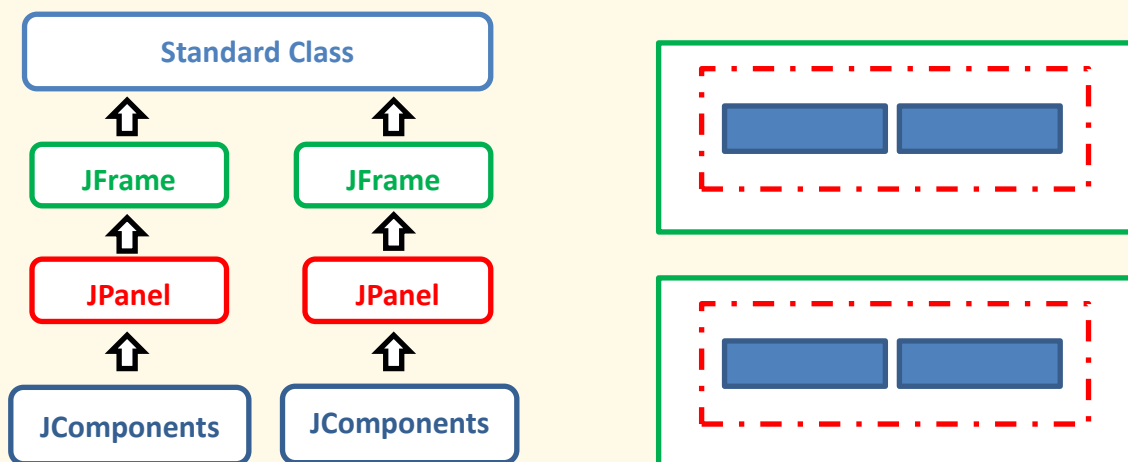 Standard Class
JFrame
JFrame
JPanel
JPanel
JComponents
JComponents